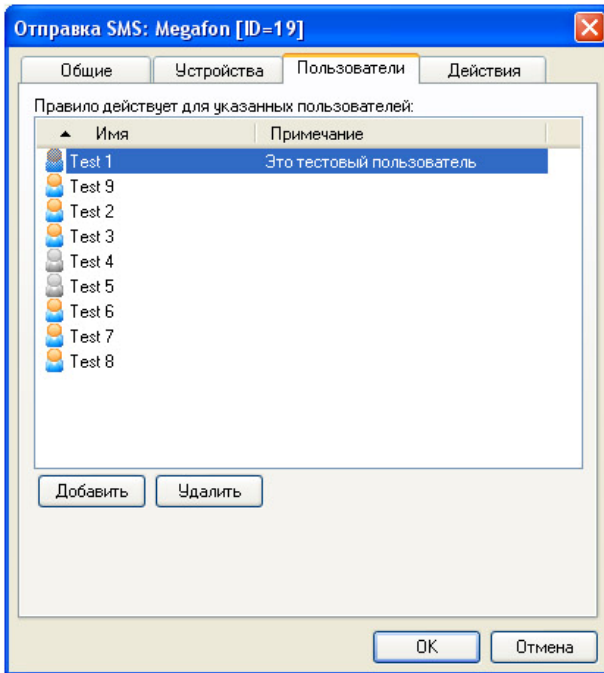 Отправка SMS: Megafon [ID=19]
Общие Устройства Пользователи Действия
Правило действует для указанных пользователей:
Имя Примечание
Test 1 Это тестовый пользователь
Test 9
Test 2
Test 3
Test 4
Test 5
Test 6
Test 7
Test 8
Добавить Удалить
OK Отмена